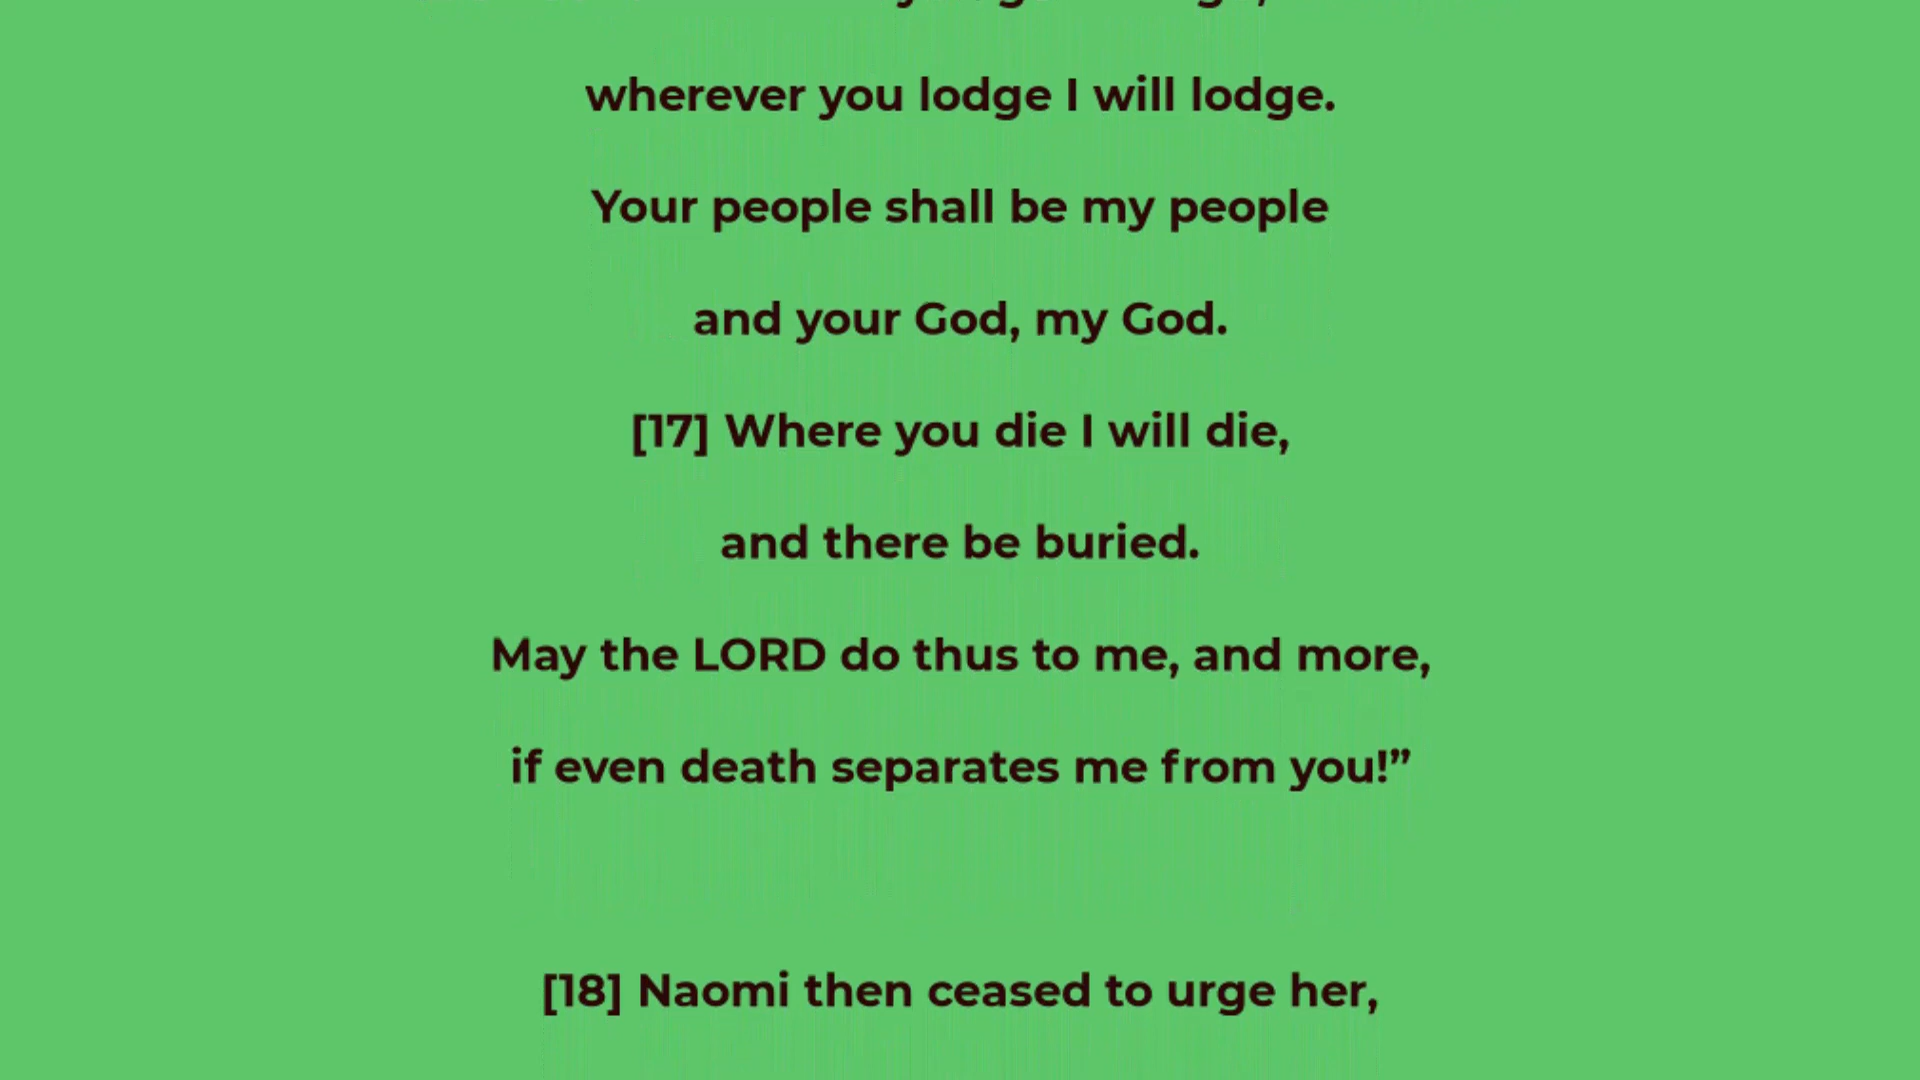 wherever you lodge I will lodge.
Your people shall be my people
and your God, my God.
[17] Where you die I will die,
and there be buried.
May the LORD do thus to me, and more,
if even death separates me from you!”
[18] Naomi then ceased to urge her,